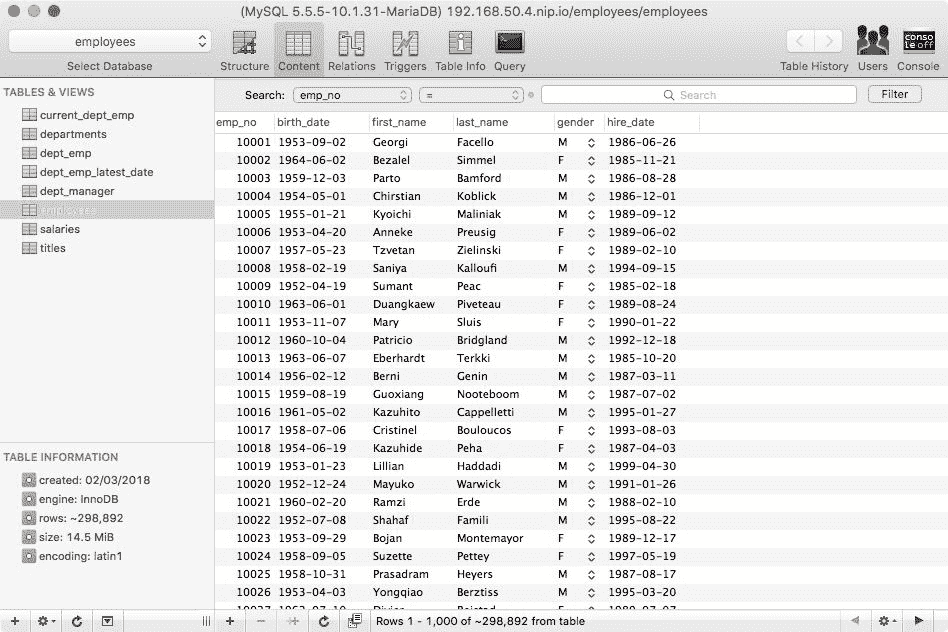 (MySQL 5.5.5-10.1.31-MariaDB) 192.168.50.4.nip.io/employees/employees
employees
Select Database
Structure
Content
Relations
Triggers
Table Info
Query
Table History
Users
conso le off
Console
TABLES & VIEWS
current_dept_emp
departments
dept_emp
dept_emp_latest_date
dept_manager
employees
salaries
titles
TABLE INFORMATION
created: 02/03/2018
engine: InnoDB
rows: ~298,892
size: 14.5 MiB
encoding: latin1
Search: emp_no = Search Filter
emp_no birth_date first_name last_name gender hire_date
10001 1953-09-02 Georgi Facello M 1986-06-26
10002 1964-06-02 Bezalel Simmel F 1985-11-21
10003 1959-12-03 Parto Bamford M 1986-08-28
10004 1954-05-01 Chirstian Koblick M 1986-12-01
10005 1955-01-21 Kyoichi Maliniak M 1989-09-12
10006 1953-04-20 Anneke Preusig F 1989-06-02
10007 1957-05-23 Tzvetan Zielinski F 1989-02-10
10008 1958-02-19 Saniya Kalloufi M 1994-09-15
10009 1952-04-19 Sumant Peac F 1985-02-18
10010 1963-06-01 Duangkaew Piveteau F 1989-08-24
10011 1953-11-07 Mary Sluis F 1990-01-22
10012 1960-10-04 Patricio Bridgland M 1992-12-18
10013 1963-06-07 Eberhardt Terkki M 1985-10-20
10014 1956-02-12 Berni Genin M 1987-03-11
10015 1959-08-19 Guoxiang Nooteboom M 1987-07-02
10016 1961-05-02 Kazuhito Cappelletti M 1995-01-27
10017 1958-07-06 Cristinel Bouloucos F 1993-08-03
10018 1954-06-19 Kazuhide Peha F 1987-04-03
10019 1953-01-23 Lillian Haddadi M 1999-04-30
10020 1952-12-24 Mayuko Warwick M 1991-01-26
10021 1960-02-20 Ramzi Erde M 1988-02-10
10022 1952-07-08 Shahaf Famili M 1995-08-22
10023 1953-09-29 Bojan Montemayor F 1989-12-17
10024 1958-09-05 Suzette Pettey F 1997-05-19
10025 1958-10-31 Prasadram Heyers M 1987-08-17
10026 1953-04-03 Yongqiao Berztiss M 1995-03-20
Rows 1 - 1,000 of ~298,892 from table